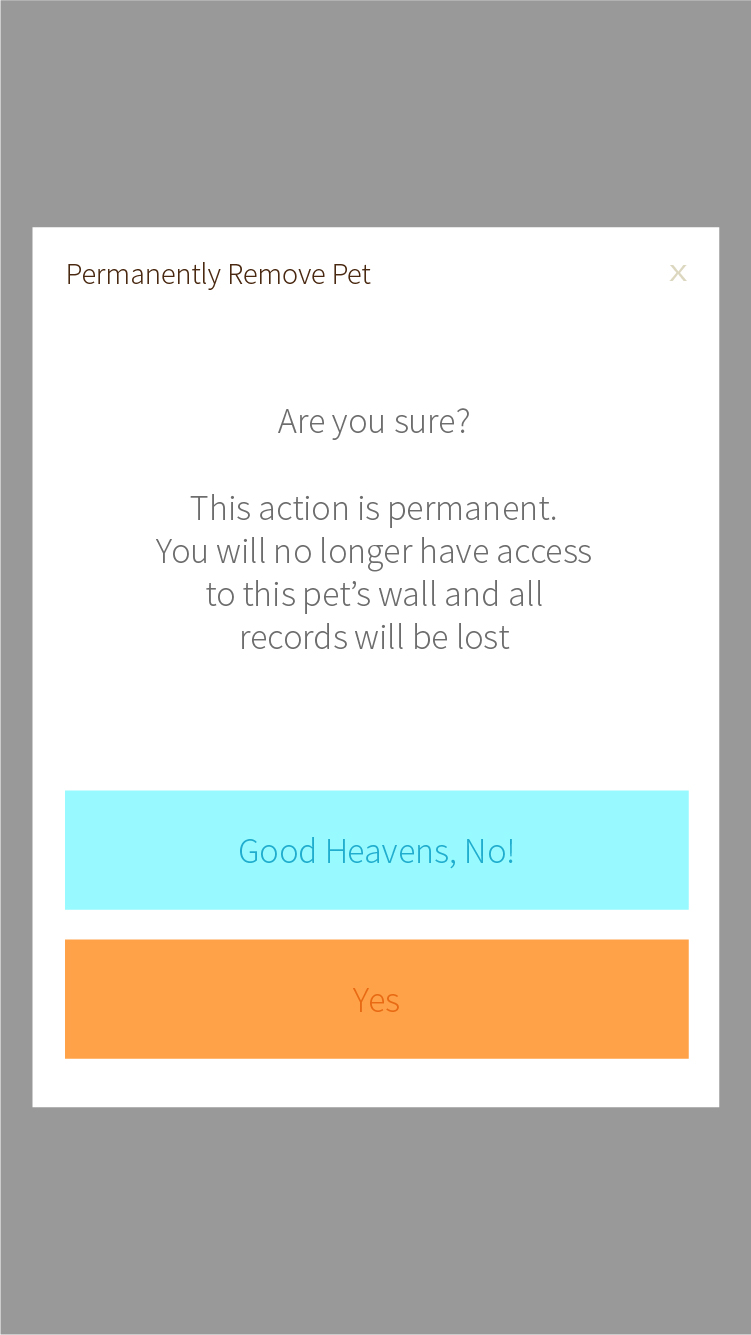 Permanently Remove Pet x
Are you sure?
This action is permanent.
You will no longer have access
to this pet’s wall and all
records will be lost
Good Heavens, No!
Yes